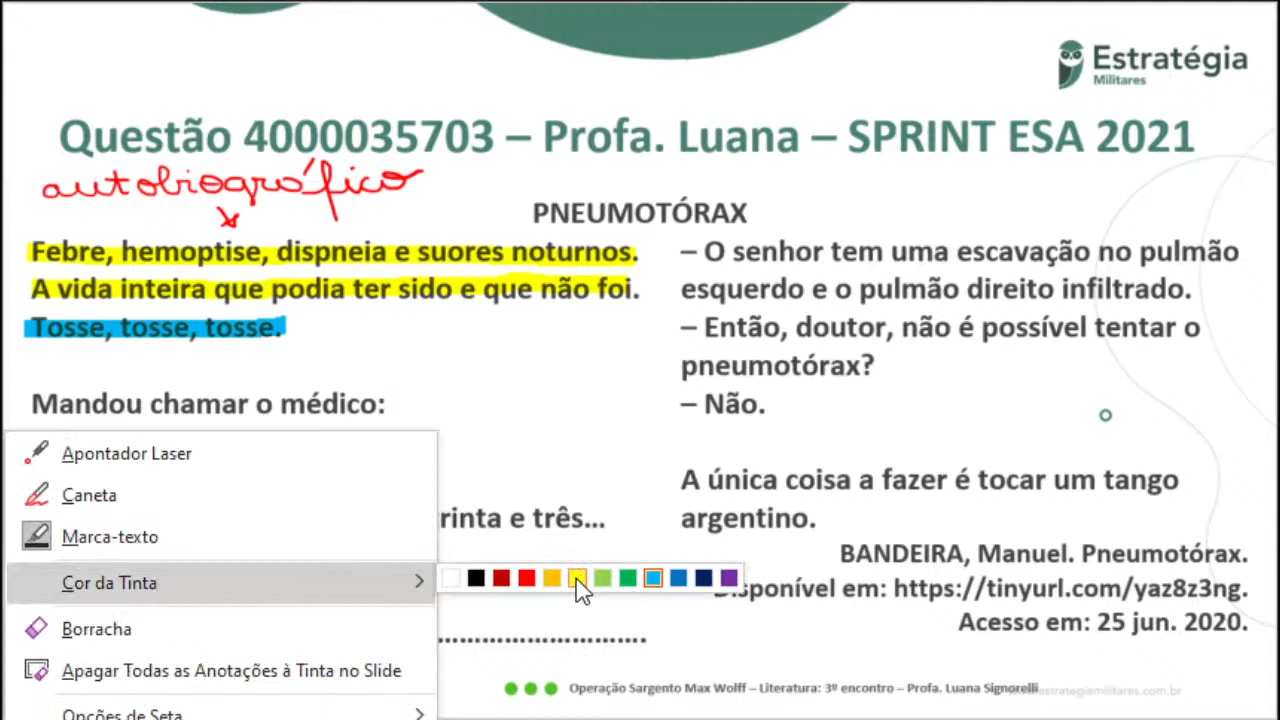 Estratégia
Militares
Questão 4000035703 – Profa. Luana – SPRINT ESA 2021
autobiográfico
PNEUMOTÓRAX
Febre, hemoptise, dispneia e suores noturnos.
A vida inteira que podia ter sido e que não foi.
Tosse, tosse, tosse.
Mandou chamar o médico:
rinta e três...
– O senhor tem uma escavação no pulmão
esquerdo e o pulmão direito infiltrado.
– Então, doutor, não é possível tentar o
pneumotórax?
– Não.
A única coisa a fazer é tocar um tango
argentino.
BANDEIRA, Manuel. Pneumotórax.
Disponível em: https://tinyurl.com/yaz8z3ng.
Acesso em: 25 jun. 2020.
Apontador Laser
Caneta
Marca-texto
Cor da Tinta
Borracha
Apagar Todas as Anotações à Tinta no Slide
Opções de Seta
Operação Sargento Max Wolff – Literatura: 3º encontro – Profa. Luana Signorelli
estrategiamilitares.com.br